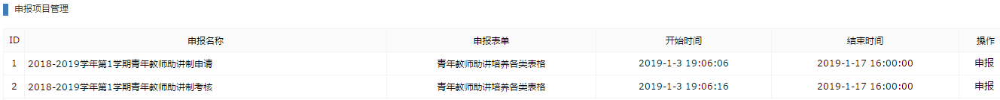 申报项目管理
ID 申报名称 申报表单 开始时间 结束时间 操作
1 2018-2019学年第1学期青年教师助讲制申请 青年教师助讲培养各类表格 2019-1-3 19:06:06 2019-1-17 16:00:00 申报
2 2018-2019学年第1学期青年教师助讲制考核 青年教师助讲培养各类表格 2019-1-3 19:06:16 2019-1-17 16:00:00 申报